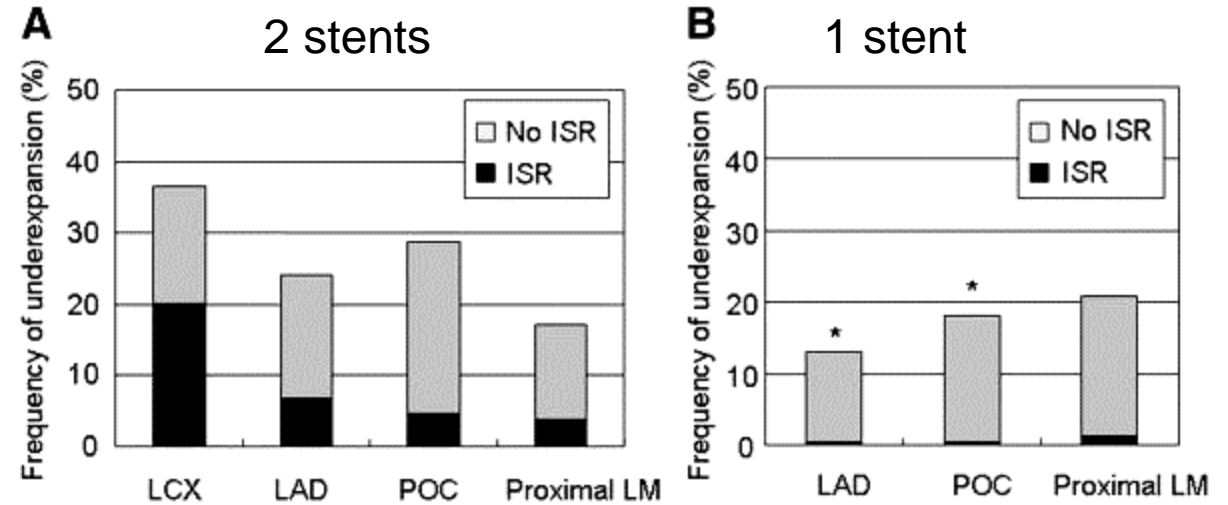 A
2 stents
Frequency of underexpansion (%)
50
40
30
20
10
0
No ISR
ISR
LCX LAD POC Proximal LM
B
1 stent
Frequency of underexpansion (%)
50
40
30
20
10
0
No ISR
ISR
*
*
LAD POC Proximal LM